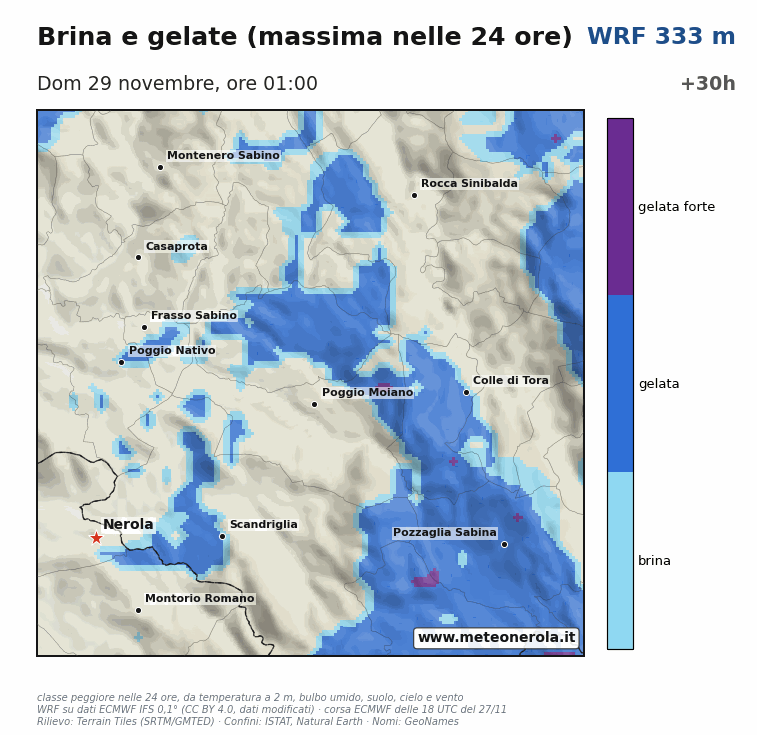 Brina e gelate (massima nelle 24 ore) WRF 333 m
Dom 29 novembre, ore 01:00 +30h
Montenero Sabino
Rocca Sinibalda
Casaprota
Frasso Sabino
Poggio Nativo
Colle di Tora
Poggio Moiano
Nerola
Scandriglia
Pozzaglia Sabina
Montorio Romano
www.meteonerola.it
gelata forte
gelata
brina
classe peggiore nelle 24 ore, da temperatura a 2 m, bulbo umido, suolo, cielo e vento
WRF su dati ECMWF IFS 0,1° (CC BY 4.0, dati modificati) · corsa ECMWF delle 18 UTC del 27/11
Rilievo: Terrain Tiles (SRTM/GMTED) · Confini: ISTAT, Natural Earth · Nomi: GeoNames